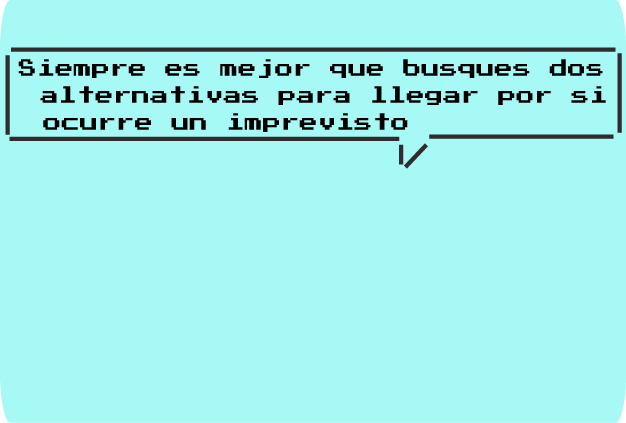 Siempre es mejor que busques dos
alternativas para llegar por si
ocurre un imprevisto